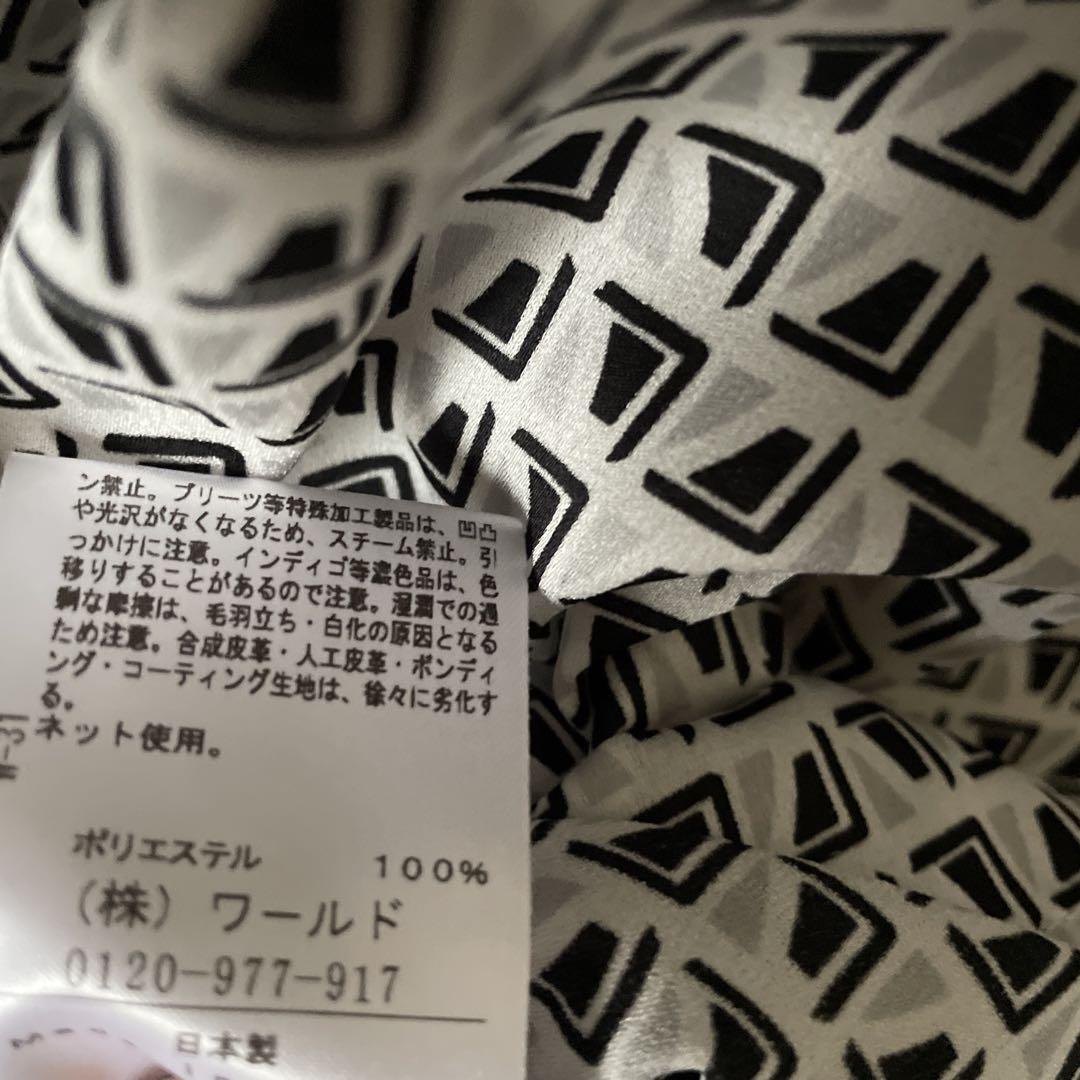 ン禁止。プリーツ等特殊加工製品は、凹凸
や光沢がなくなるため、スチーム禁止。引
っかけに注意。インディゴ等濃色品は、色
移りすることがあるので注意。湿潤での過
剰な摩擦は、毛羽立ち・白化の原因となる
ため注意。合成皮革・人工皮革・ボンディ
ング・コーティング生地は、徐々に劣化す
る。
ネット使用。
W-31
ポリエステル 100%
(株) ワールド
0120-977-917
日本製